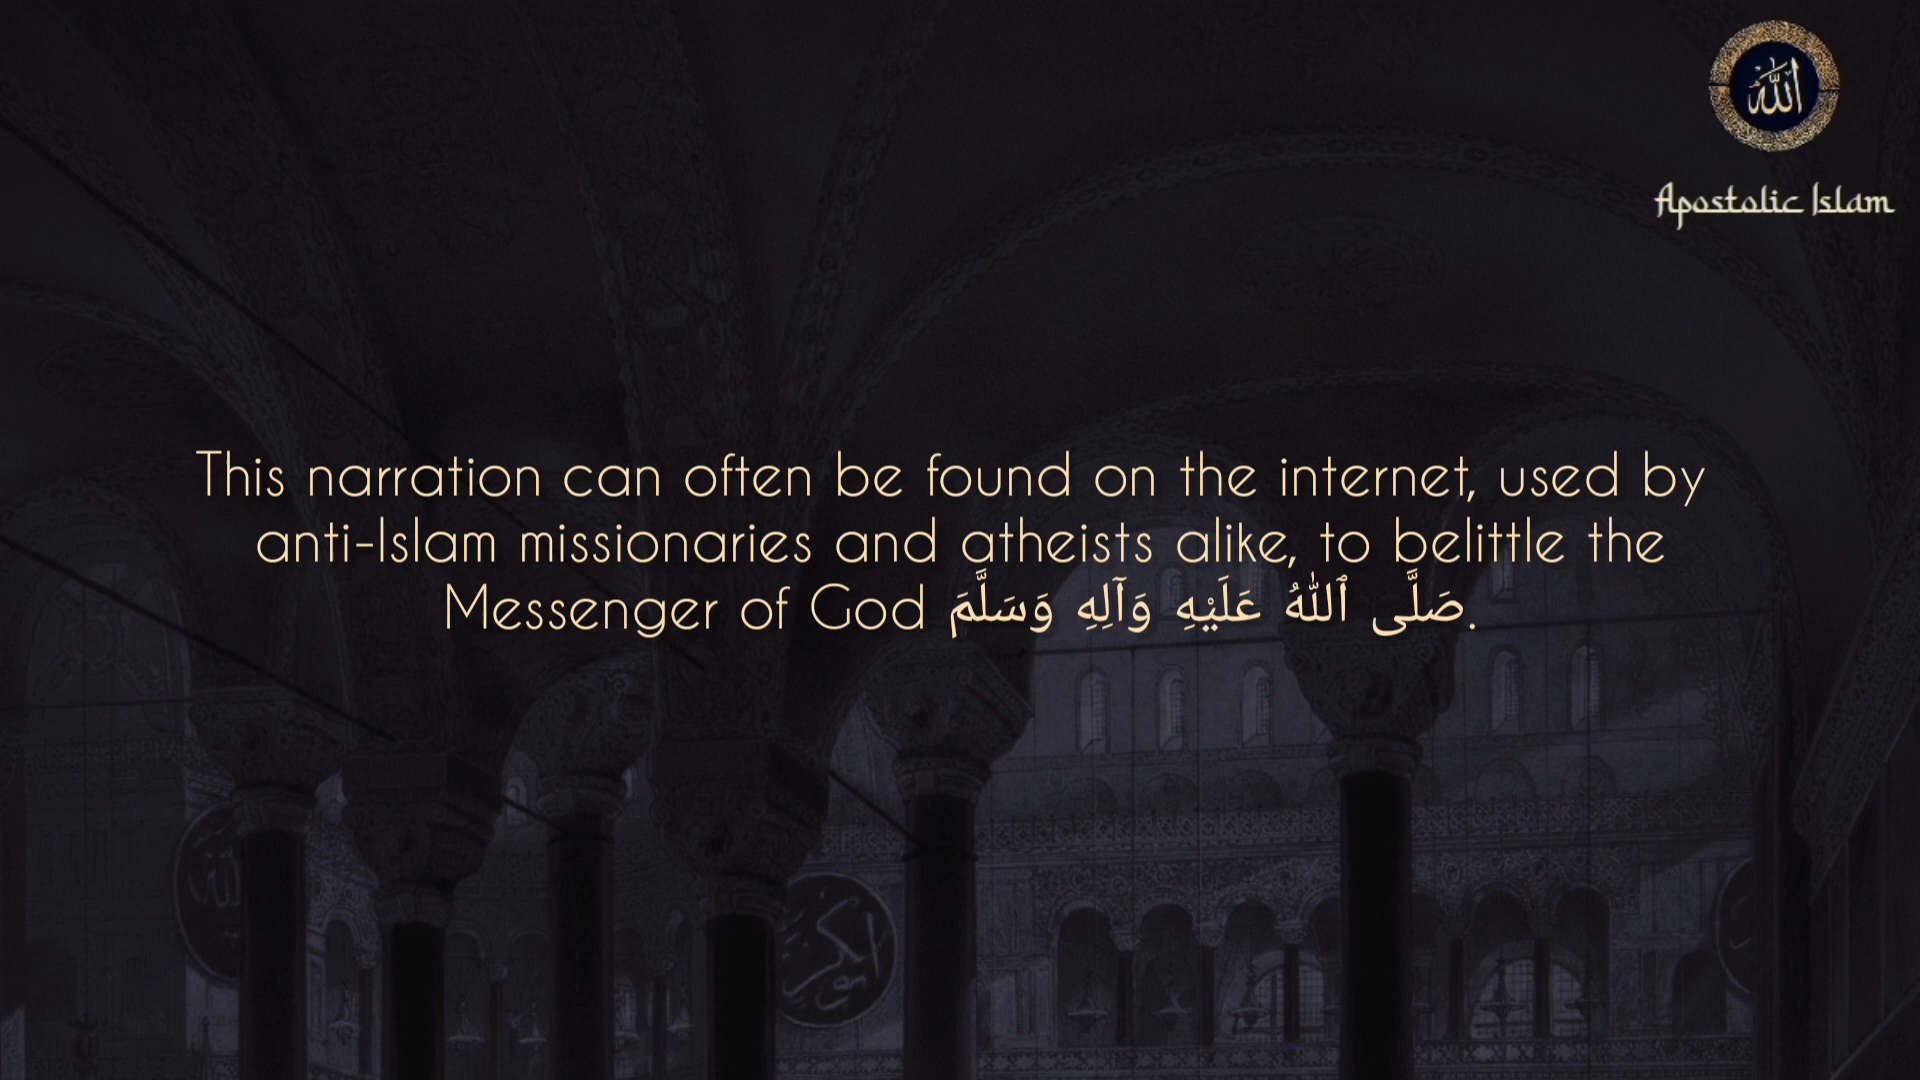 الله
Apostolic Islam
This narration can often be found on the internet, used by
anti-Islam missionaries and atheists alike, to belittle the
Messenger of God صَلَّى ٱللّٰهُ عَلَيْهِ وَآلِهِ وَسَلَّمَ.